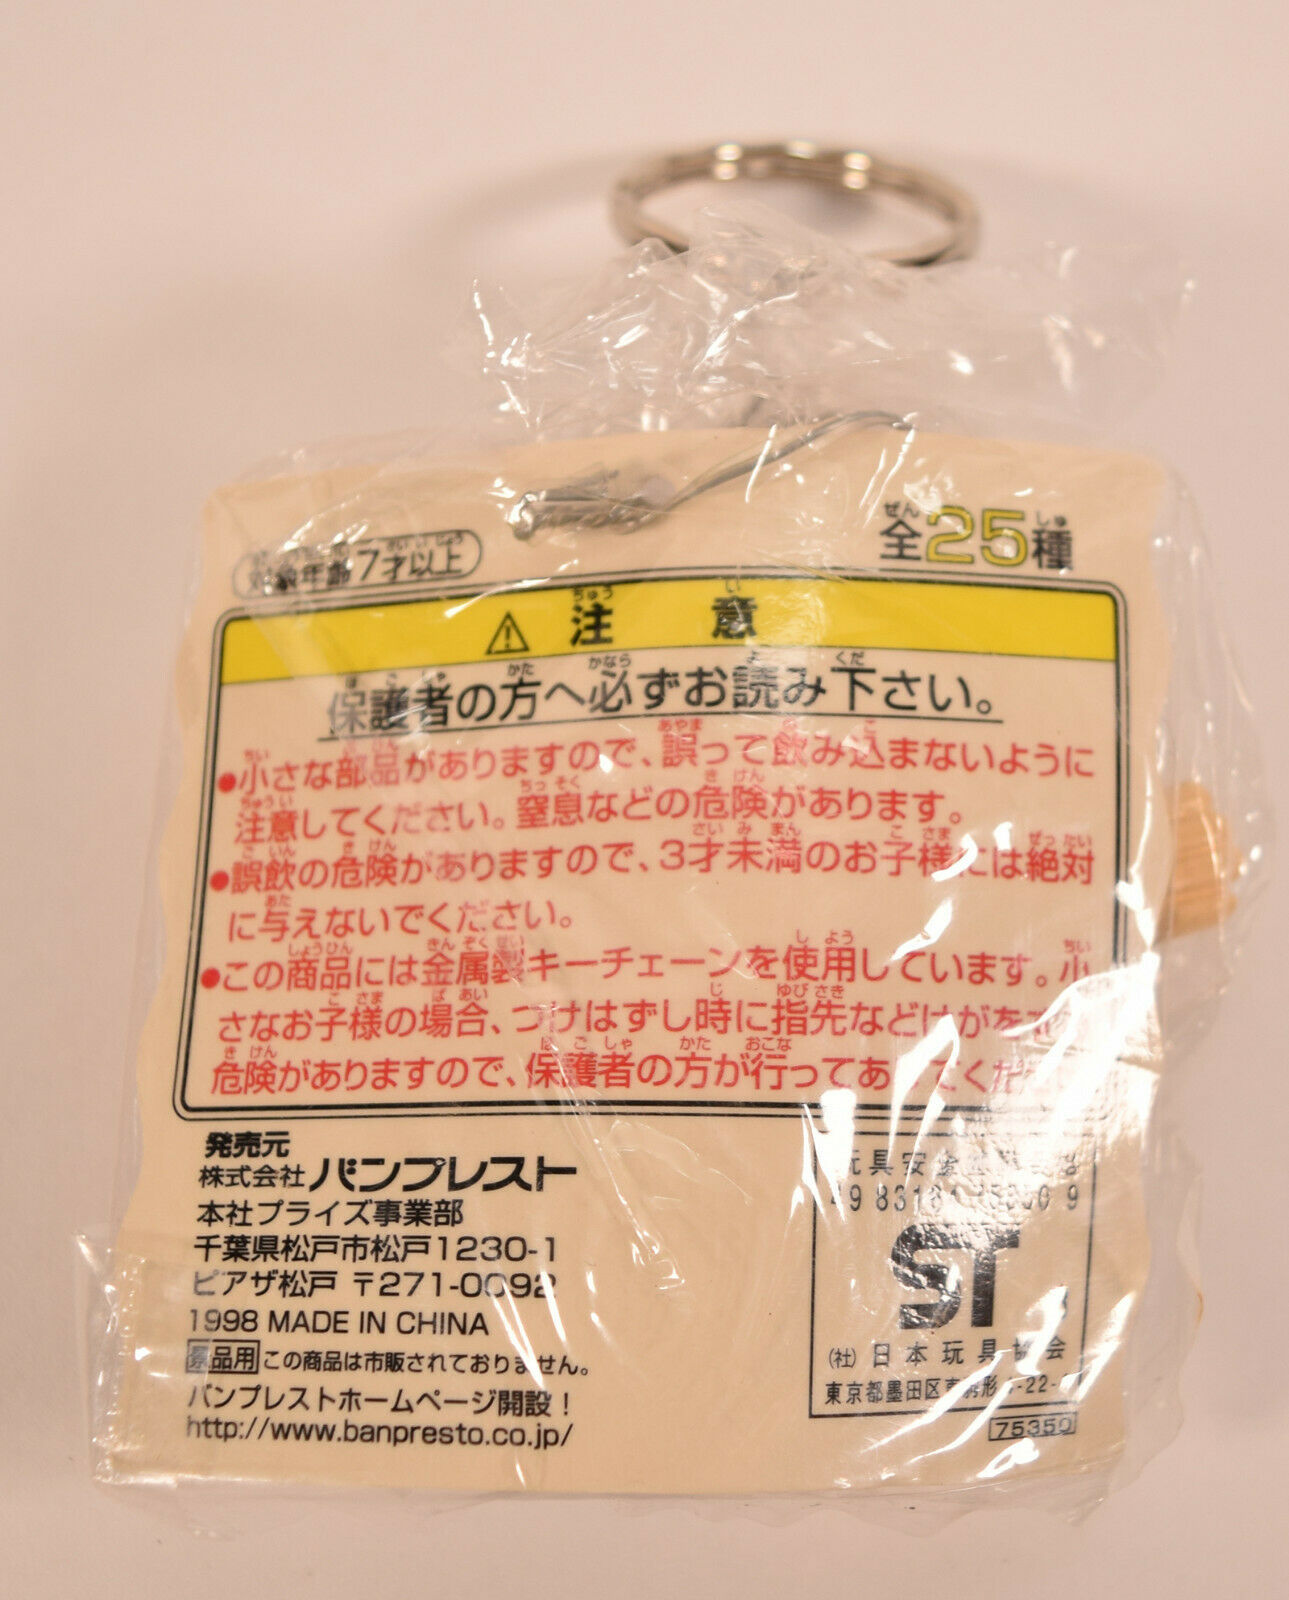 対象年齢7才以上
全25種
注意
保護者の方へ必ずお読み下さい。
●小さな部品がありますので、誤って飲み込まないように
注意してください。窒息などの危険があります。
●誤飲の危険がありますので、3才未満のお子様には絶対
に与えないでください。
●この商品には金属製キーチェーンを使用しています。小
さなお子様の場合、つけはずし時に指先などけがをする
危険がありますので、保護者の方が行ってあげてくだ
発売元
株式会社バンプレスト
本社プライズ事業部
千葉県松戸市松戸1230-1
ピアザ松戸 〒271-0092
1998 MADE IN CHINA
景品用 この商品は市販されておりません。
バンプレストホームページ開設!
http://www.banpresto.co.jp/
玩具安全
ST
(社)日本玩具協会
東京都墨田区東駒形
75350